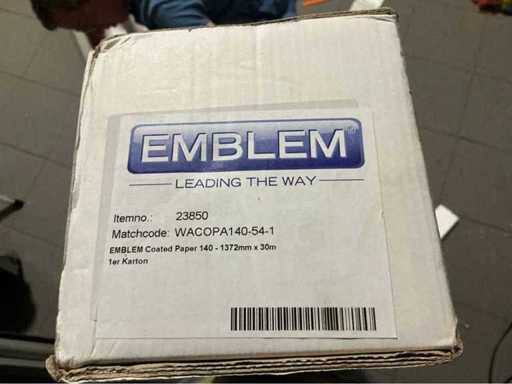 EMBLEM®
LEADING THE WAY
Itemno.: 23850
Matchcode: WACOPA140-54-1
EMBLEM Coated Paper 140 - 1372mm x 30m
1er Karton